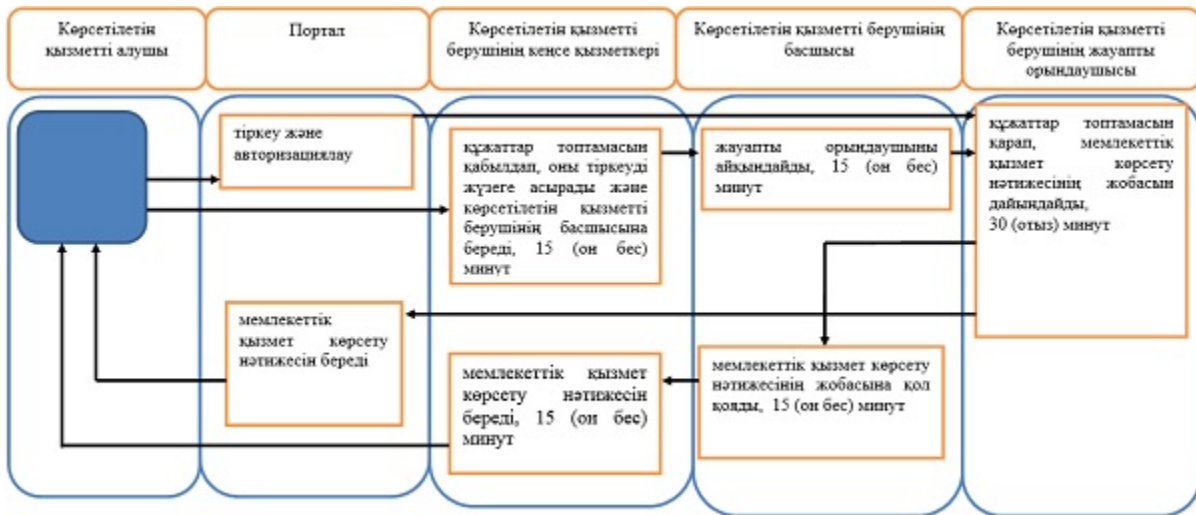 Көрсетілетін
қызметті алушы
Портал
Көрсетілетін қызметті
берушінің кеңсе қызметкері
Көрсетілетін қызметті берушінің
басшысы
Көрсетілетін қызметті
берушінің жауапты
орындаушысы
тіркеу және
авторизациялау
құжаттар топтамасын
қабылдап, оны тіркеуді
жүзеге асырады және
көрсетілетін қызметті
берушінің басшысына
береді, 15 (он бес)
минут
жауапты орындаушыны
айқындайды, 15 (он бес)
минут
құжаттар топтамасын
қарап, мемлекеттік
қызмет көрсету
нәтижесінің жобасын
дайындайды,
30 (отыз) минут
мемлекеттік
қызмет көрсету
нәтижесін береді
мемлекеттік қызмет
көрсету нәтижесін
береді, 15 (он бес)
минут
мемлекеттік қызмет көрсету
нәтижесінің жобасына қол
қояды, 15 (он бес) минут